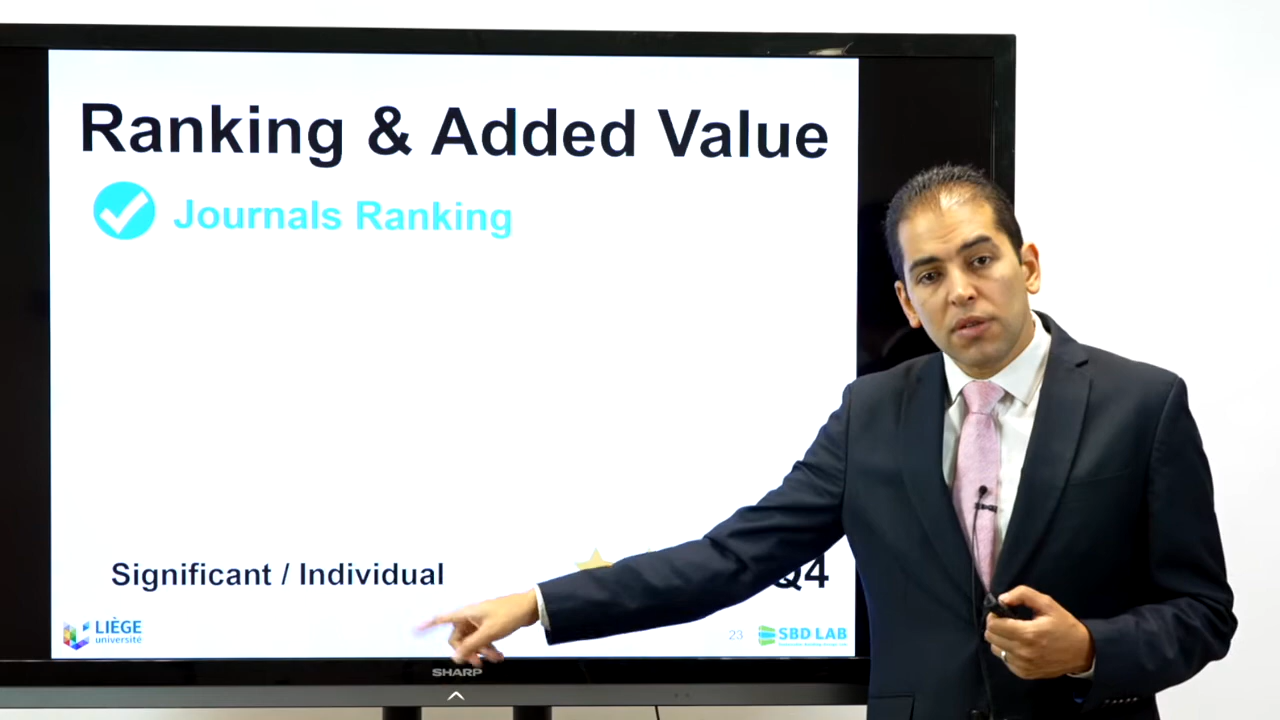 Ranking & Added Value
Journals Ranking
Significant / Individual
Q4
LIÈGE
université
23
SBD LAB
SHARP